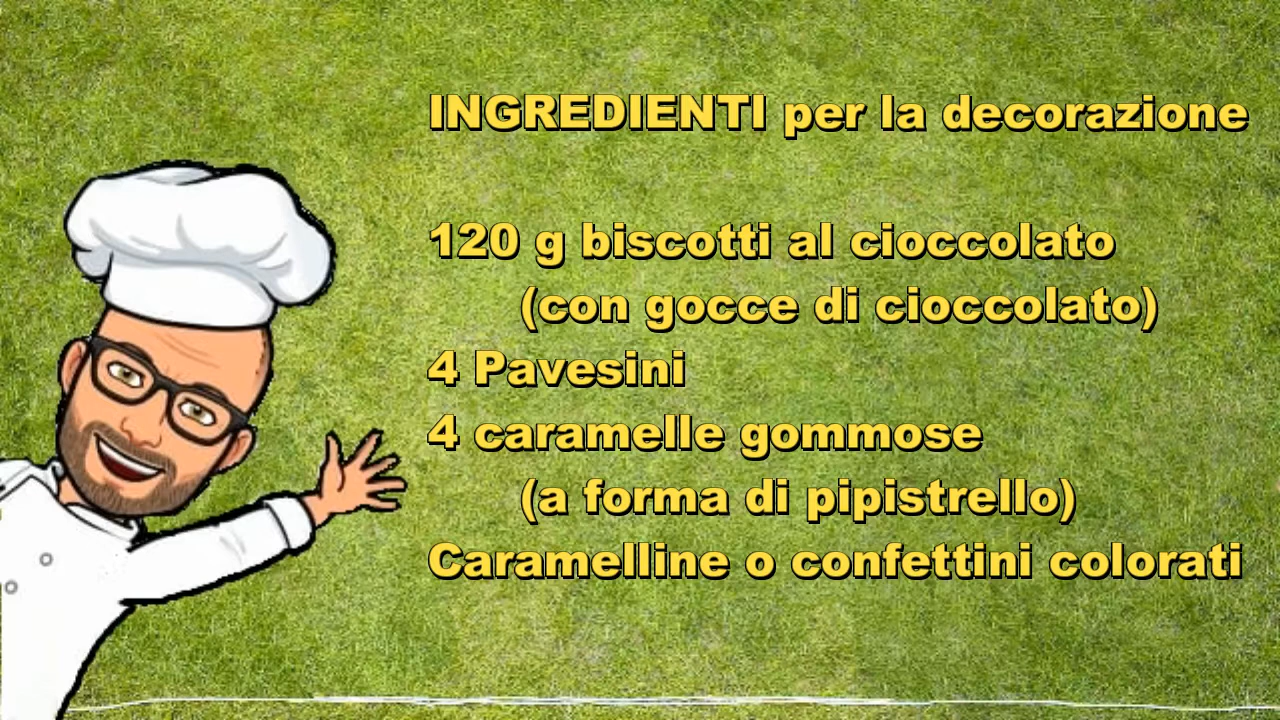 INGREDIENTI per la decorazione
120 g biscotti al cioccolato
(con gocce di cioccolato)
4 Pavesini
4 caramelle gommose
(a forma di pipistrello)
Caramelline o confettini colorati